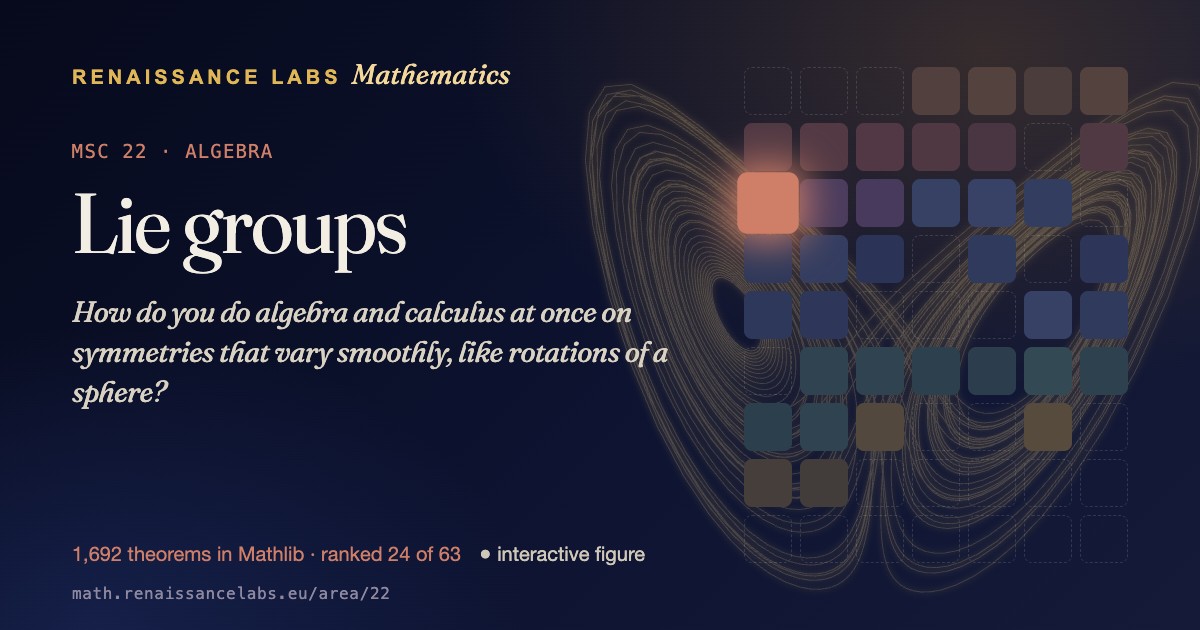 RENAISSANCE LABS Mathematics
MSC 22 · ALGEBRA
Lie groups
How do you do algebra and calculus at once on
symmetries that vary smoothly, like rotations of a
sphere?
1,692 theorems in Mathlib · ranked 24 of 63 ● interactive figure
math.renaissancelabs.eu/area/22